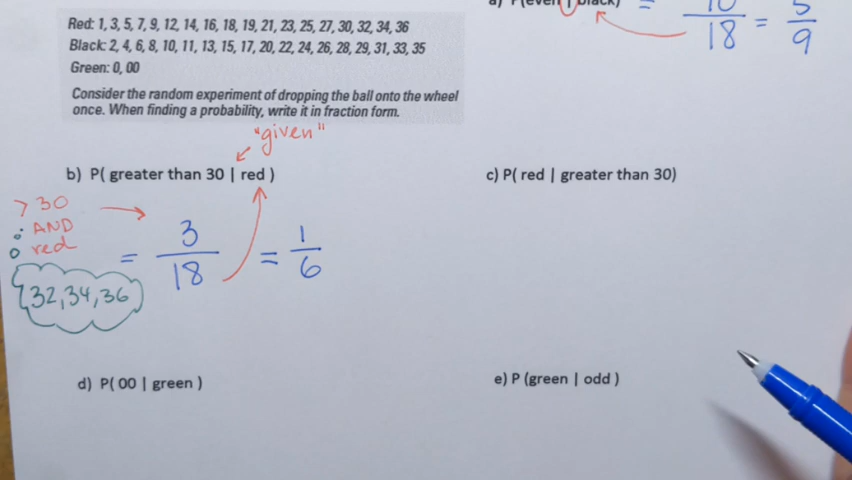 a) P(even | black) = 10/18 = 5/9
Red: 1, 3, 5, 7, 9, 12, 14, 16, 18, 19, 21, 23, 25, 27, 30, 32, 34, 36
Black: 2, 4, 6, 8, 10, 11, 13, 15, 17, 20, 22, 24, 26, 28, 29, 31, 33, 35
Green: 0, 00
Consider the random experiment of dropping the ball onto the wheel
once. When finding a probability, write it in fraction form.
"given"
b) P( greater than 30 | red )
> 30
AND
red
= 3/18 = 1/6
32, 34, 36
c) P( red | greater than 30)
d) P( 00 | green )
e) P (green | odd )